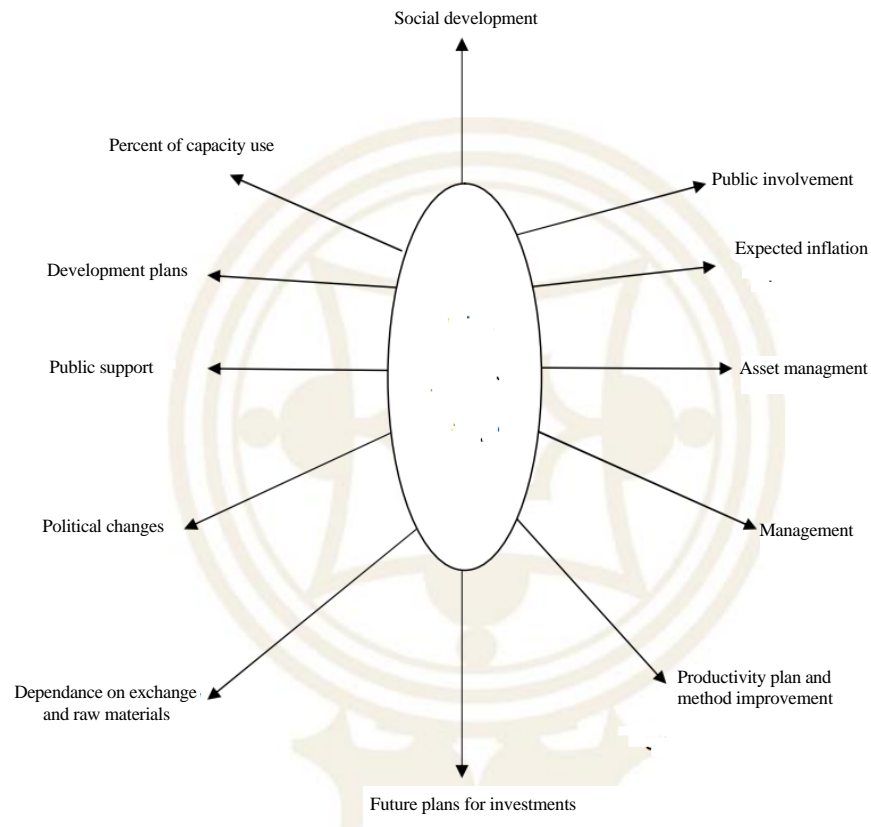 Social development
Percent of capacity use
Public involvement
Expected inflation
Development plans
Public support
Asset managment
Political changes
Management
Dependance on exchange
and raw materials
Productivity plan and
method improvement
Future plans for investments